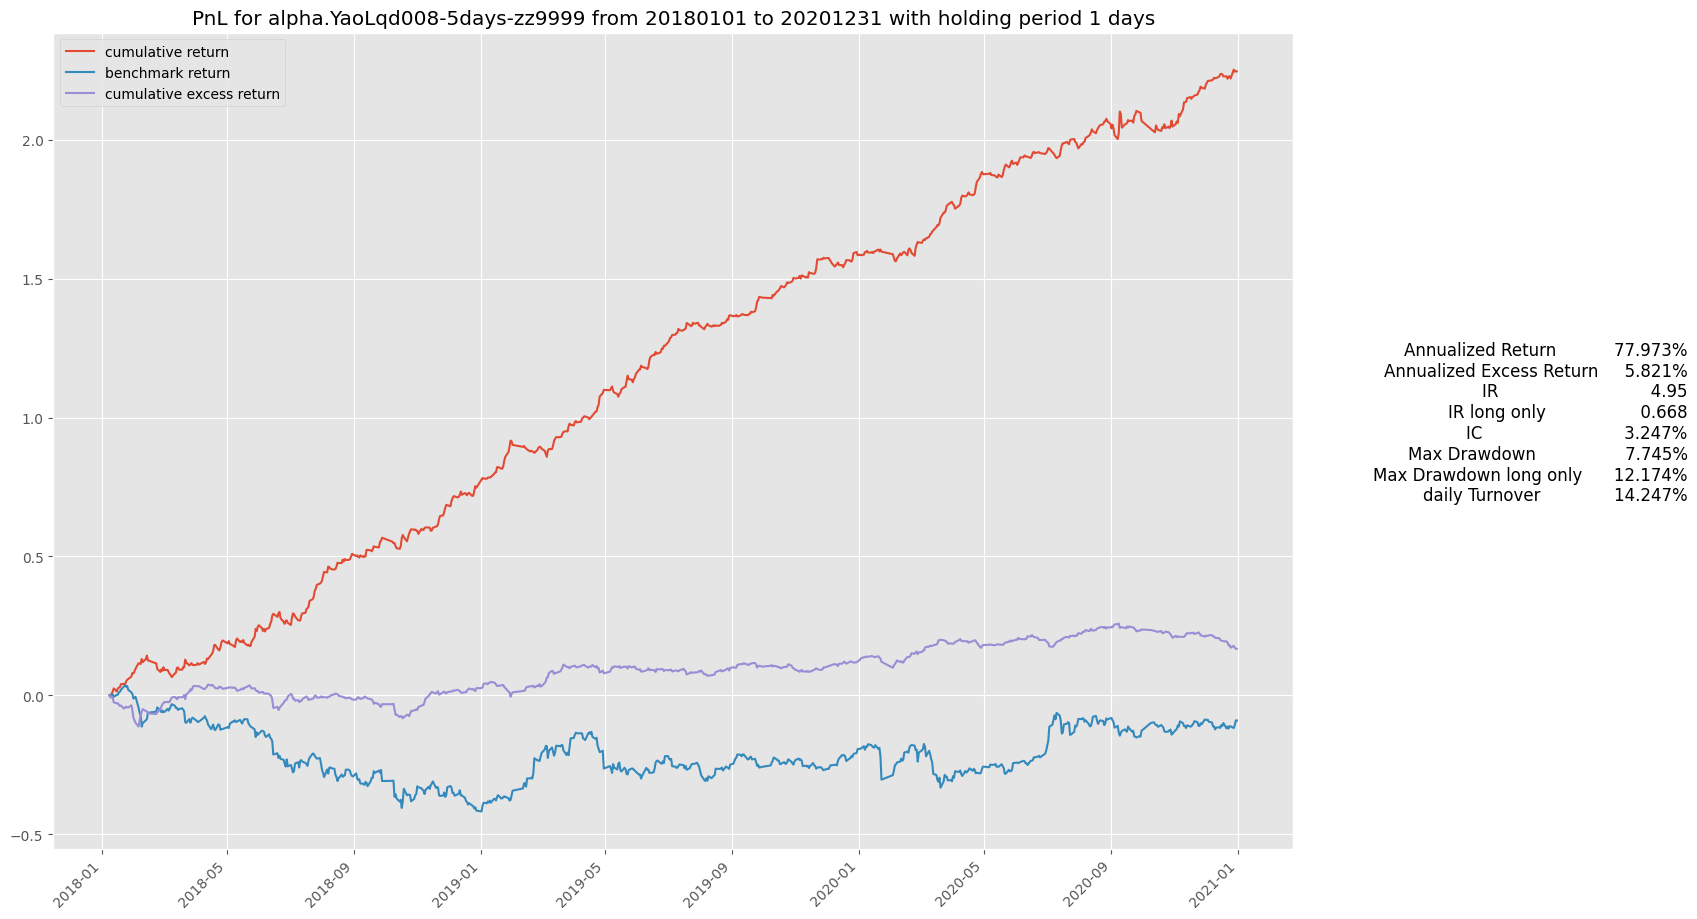 PnL for alpha.YaoLqd008-5days-zz9999 from 20180101 to 20201231 with holding period 1 days
cumulative return
benchmark return
cumulative excess return
2.0
1.5
1.0
0.5
0.0
−0.5
2018-01
2018-05
2018-09
2019-01
2019-05
2019-09
2020-01
2020-05
2020-09
2021-01
Annualized Return 77.973%
Annualized Excess Return 5.821%
IR 4.95
IR long only 0.668
IC 3.247%
Max Drawdown 7.745%
Max Drawdown long only 12.174%
daily Turnover 14.247%